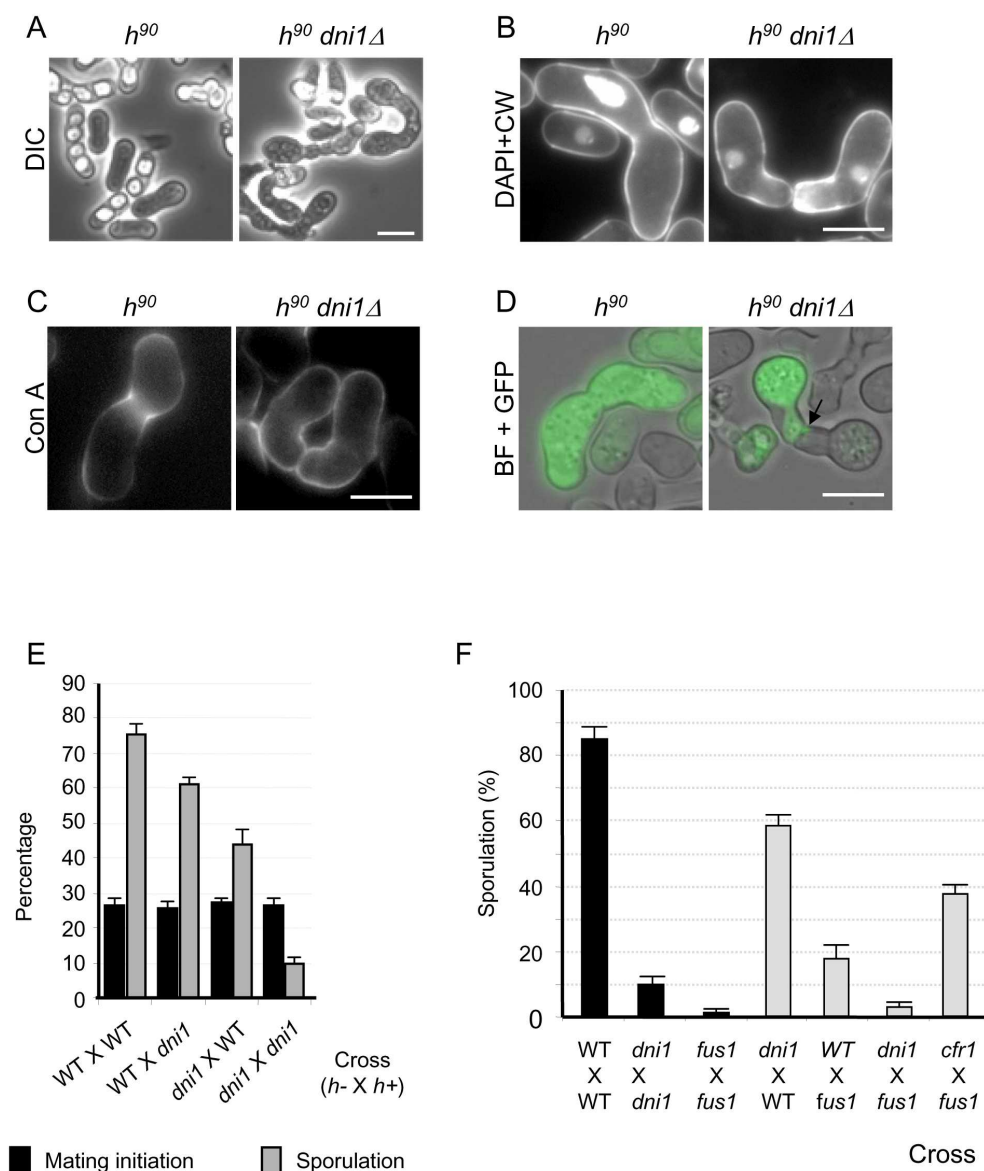 A
h90
h90 dni1Δ
DIC
B
h90
h90 dni1Δ
DAPI+CW
C
h90
h90 dni1Δ
Con A
D
h90
h90 dni1Δ
BF + GFP
E
90
80
70
60
50
40
30
20
10
0
Percentage
WT X WT
WT X dni1
dni1 X WT
dni1 X dni1
Cross
(h- X h+)
Mating initiation
Sporulation
F
100
80
60
40
20
0
Sporulation (%)
WT dni1 fus1 dni1 WT dni1 cfr1
X X X X X X X
WT dni1 fus1 WT fus1 fus1 fus1
Cross